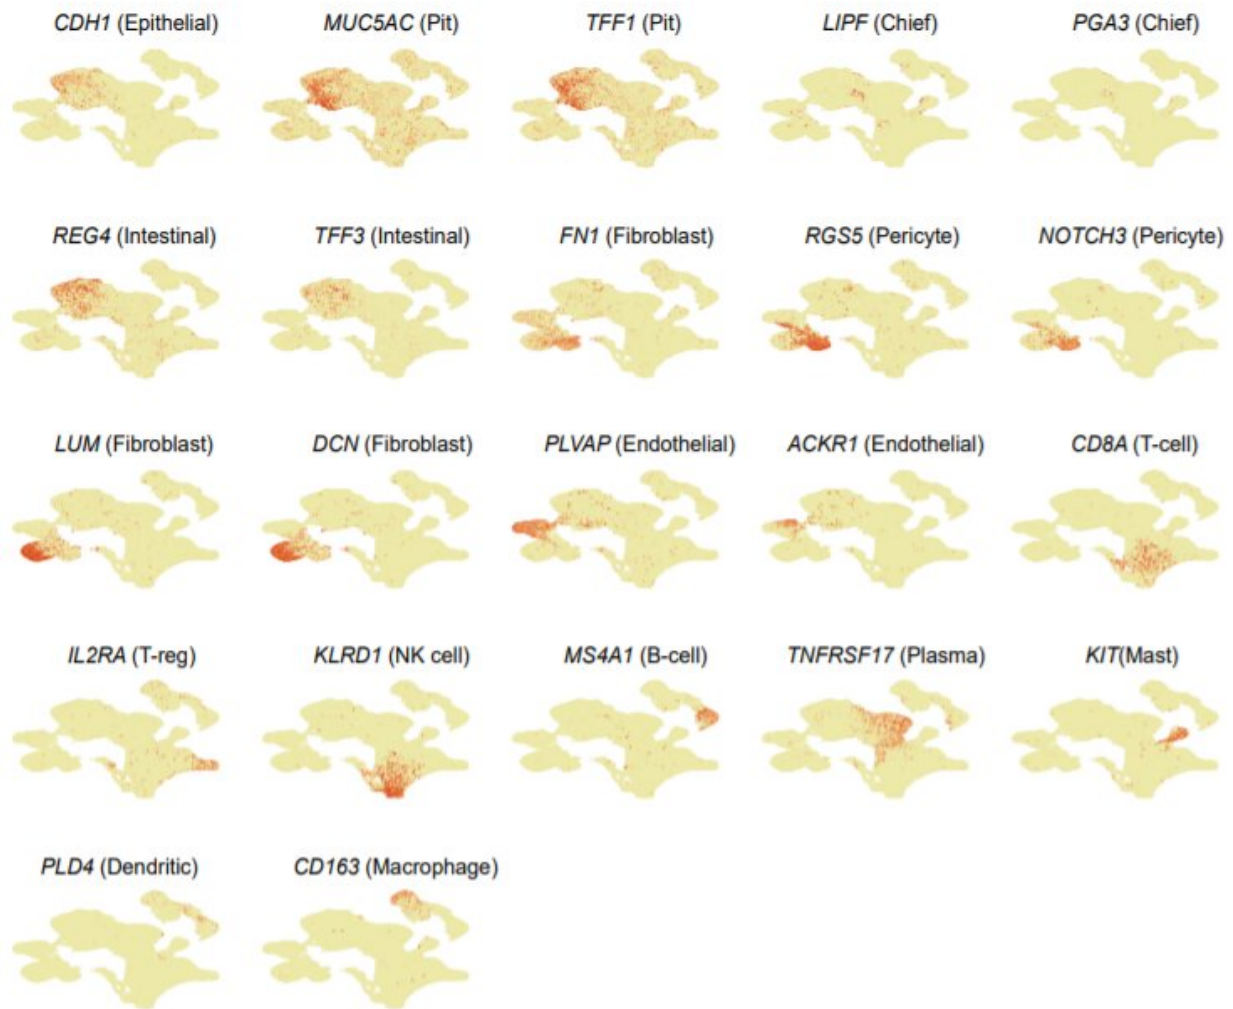 CDH1 (Epithelial) MUC5AC (Pit) TFF1 (Pit) LIPF (Chief) PGA3 (Chief)
REG4 (Intestinal) TFF3 (Intestinal) FN1 (Fibroblast) RGS5 (Pericyte) NOTCH3 (Pericyte)
LUM (Fibroblast) DCN (Fibroblast) PLVAP (Endothelial) ACKR1 (Endothelial) CD8A (T-cell)
IL2RA (T-reg) KLRD1 (NK cell) MS4A1 (B-cell) TNFRSF17 (Plasma) KIT(Mast)
PLD4 (Dendritic) CD163 (Macrophage)